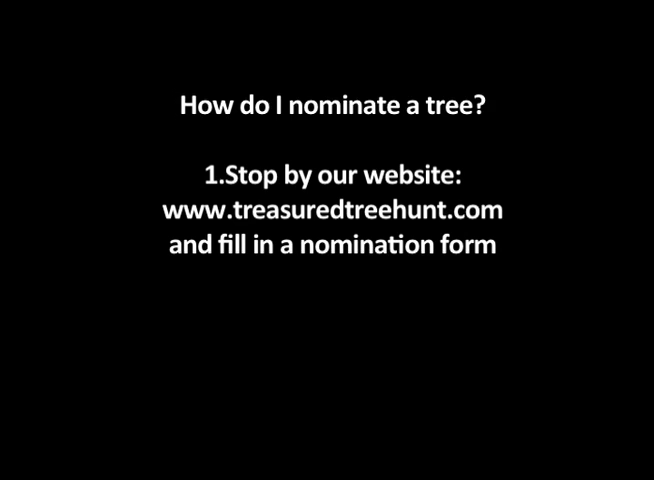 How do I nominate a tree?
1.Stop by our website:
www.treasuredtreehunt.com
and fill in a nomination form